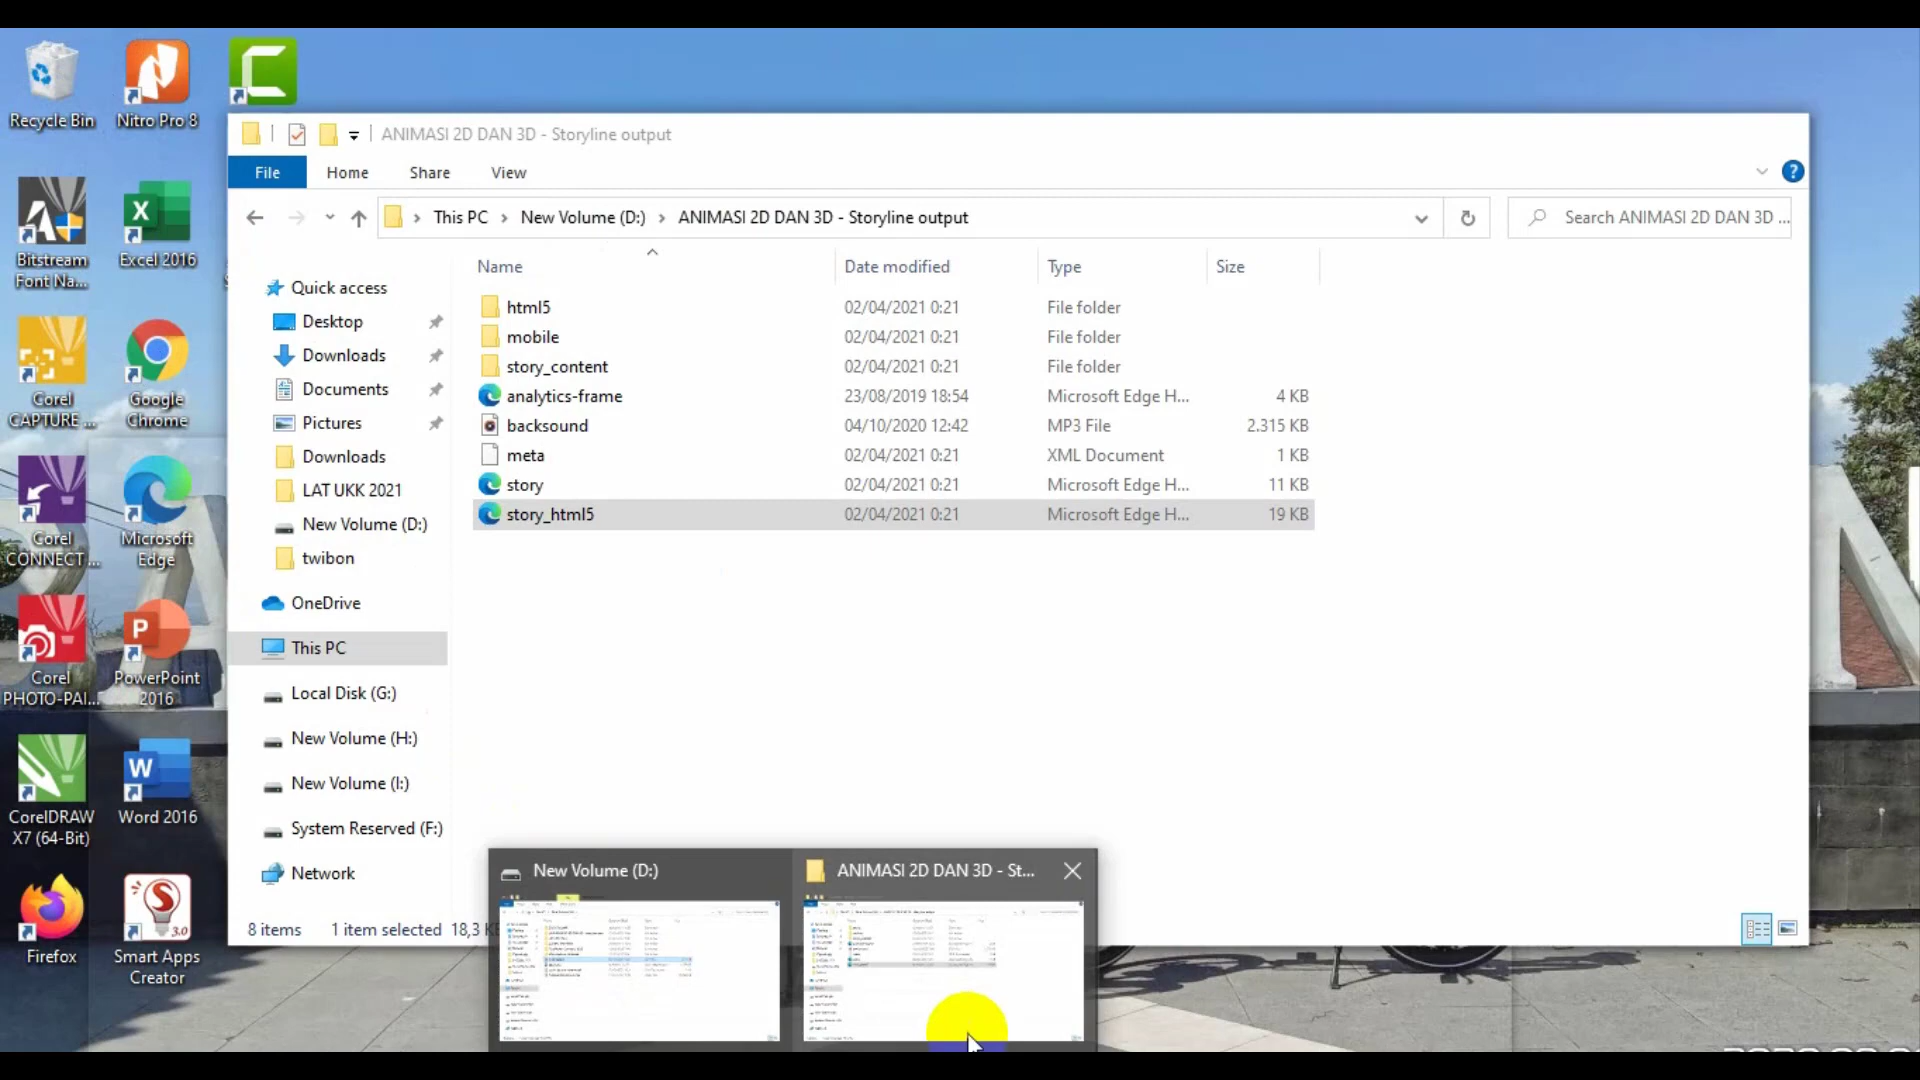 Recycle Bin
Nitro Pro 8
Bitstream
Font Na...
Excel 2016
Corel
CAPTURE ...
Google
Chrome
Corel
CONNECT ...
Microsoft
Edge
Corel
PHOTO-PAI...
PowerPoint
2016
CorelDRAW
X7 (64-Bit)
Word 2016
Firefox
Smart Apps
Creator
3.0
ANIMASI 2D DAN 3D - Storyline output
File
Home
Share
View
This PC
New Volume (D:)
ANIMASI 2D DAN 3D - Storyline output
Search ANIMASI 2D DAN 3D ...
Quick access
Desktop
Downloads
Documents
Pictures
Downloads
LAT UKK 2021
New Volume (D:)
twibon
OneDrive
This PC
Local Disk (G:)
New Volume (H:)
New Volume (I:)
System Reserved (F:)
Network
Name Date modified Type Size
html5 02/04/2021 0:21 File folder
mobile 02/04/2021 0:21 File folder
story_content 02/04/2021 0:21 File folder
analytics-frame 23/08/2019 18:54 Microsoft Edge H... 4 KB
backsound 04/10/2020 12:42 MP3 File 2.315 KB
meta 02/04/2021 0:21 XML Document 1 KB
story 02/04/2021 0:21 Microsoft Edge H... 11 KB
story_html5 02/04/2021 0:21 Microsoft Edge H... 19 KB
8 items 1 item selected 18,3
New Volume (D:)
ANIMASI 2D DAN 3D - St...